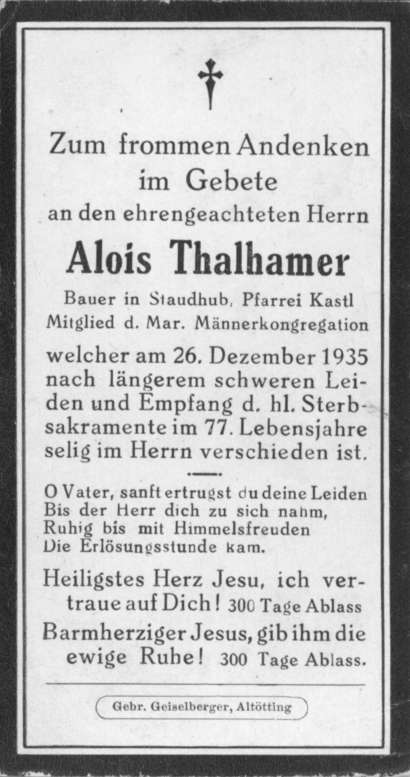 Zum frommen Andenken
im Gebete
an den ehrengeachteten Herrn
Alois Thalhamer
Bauer in Staudhub, Pfarrei Kastl
Mitglied d. Mar. Männerkongregation
welcher am 26. Dezember 1935
nach längerem schweren Lei-
den und Empfang d. hl. Sterb-
sakramente im 77. Lebensjahre
selig im Herrn verschieden ist.
O Vater, sanft ertrugst du deine Leiden
Bis der Herr dich zu sich nahm,
Ruhig bis mit Himmelsfreuden
Die Erlösungsstunde kam.
Heiligstes Herz Jesu, ich ver-
traue auf Dich! 300 Tage Ablass
Barmherziger Jesus, gib ihm die
ewige Ruhe! 300 Tage Ablass.
Gebr. Geiselberger, Altötting